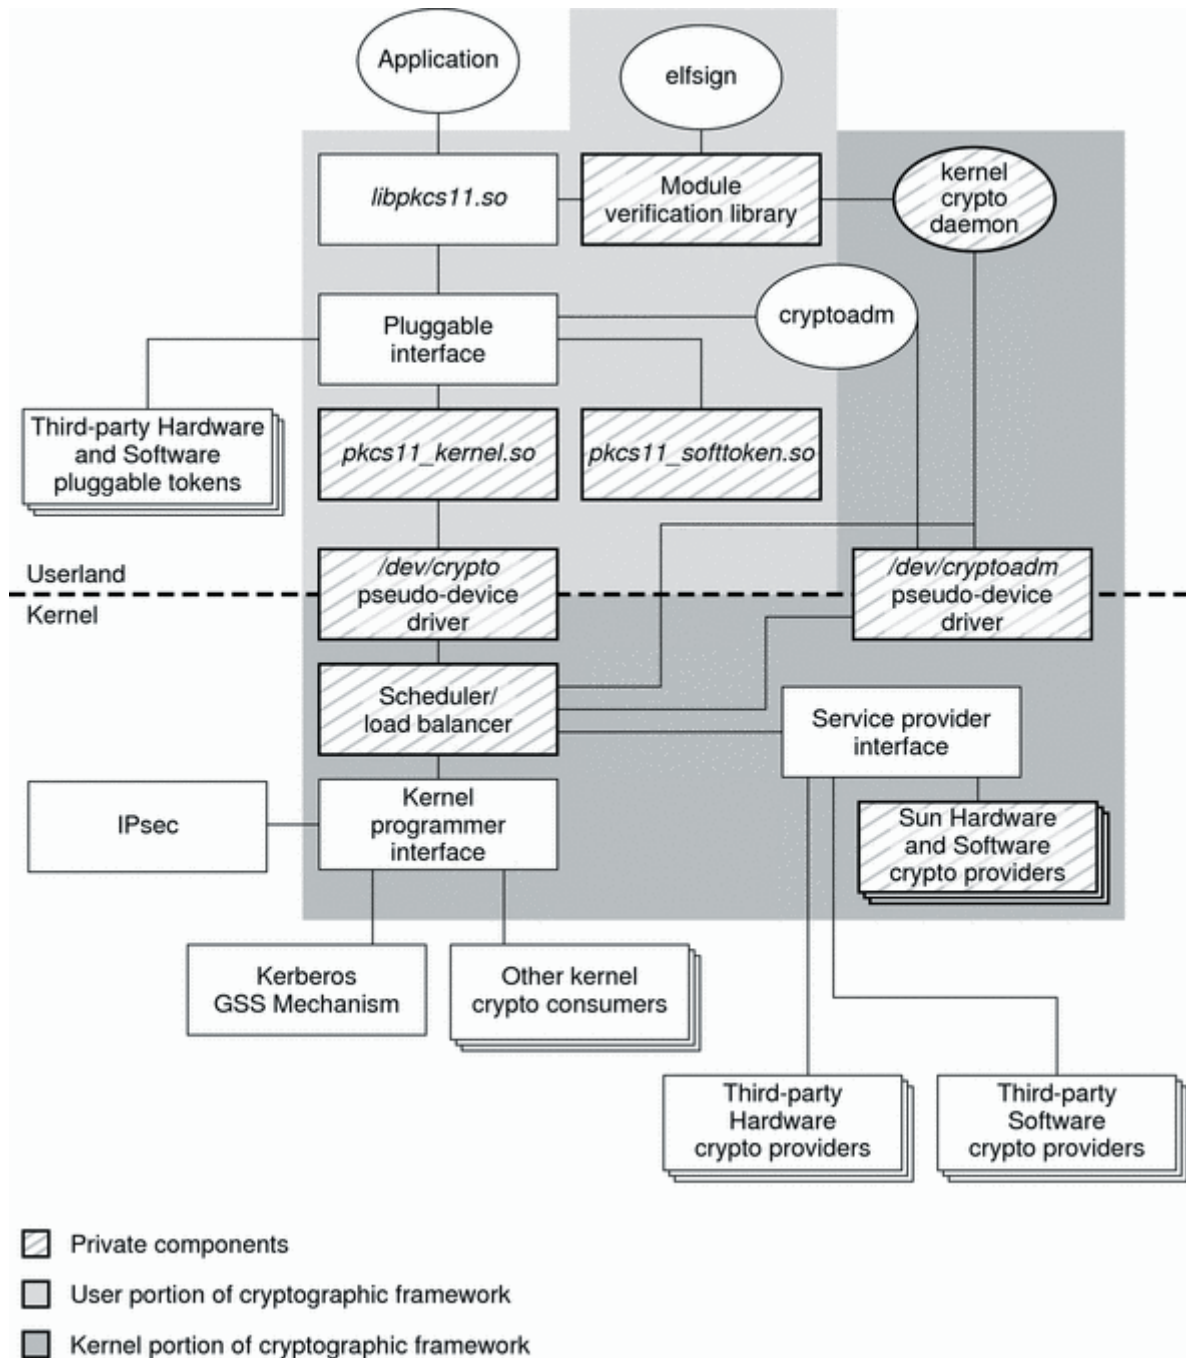 Application
elfsign
libpkcs11.so
Module
verification library
kernel
crypto
daemon
Pluggable
interface
cryptoadm
Third-party Hardware
and Software
pluggable tokens
pkcs11_kernel.so
pkcs11_softtoken.so
Userland
Kernel
/dev/crypto
pseudo-device
driver
/dev/cryptoadm
pseudo-device
driver
Scheduler/
load balancer
Service provider
interface
IPsec
Kernel
programmer
interface
Sun Hardware
and Software
crypto providers
Kerberos
GSS Mechanism
Other kernel
crypto consumers
Third-party
Hardware
crypto providers
Third-party
Software
crypto providers
Private components
User portion of cryptographic framework
Kernel portion of cryptographic framework